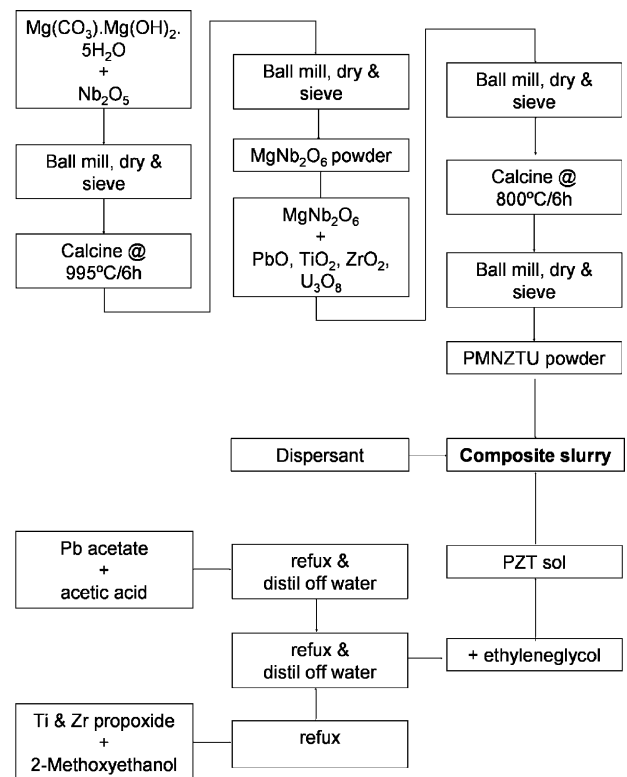 Mg(CO₃).Mg(OH)₂.
5H₂O
+
Nb₂O₅
Ball mill, dry &
sieve
Calcine @
995ºC/6h
Ball mill, dry &
sieve
MgNb₂O₆ powder
MgNb₂O₆
+
PbO, TiO₂, ZrO₂,
U₃O₈
Ball mill, dry &
sieve
Calcine @
800ºC/6h
Ball mill, dry &
sieve
PMNZTU powder
Dispersant
Composite slurry
Pb acetate
+
acetic acid
refux &
distil off water
PZT sol
refux &
distil off water
+ ethyleneglycol
Ti & Zr propoxide
+
2-Methoxyethanol
refux